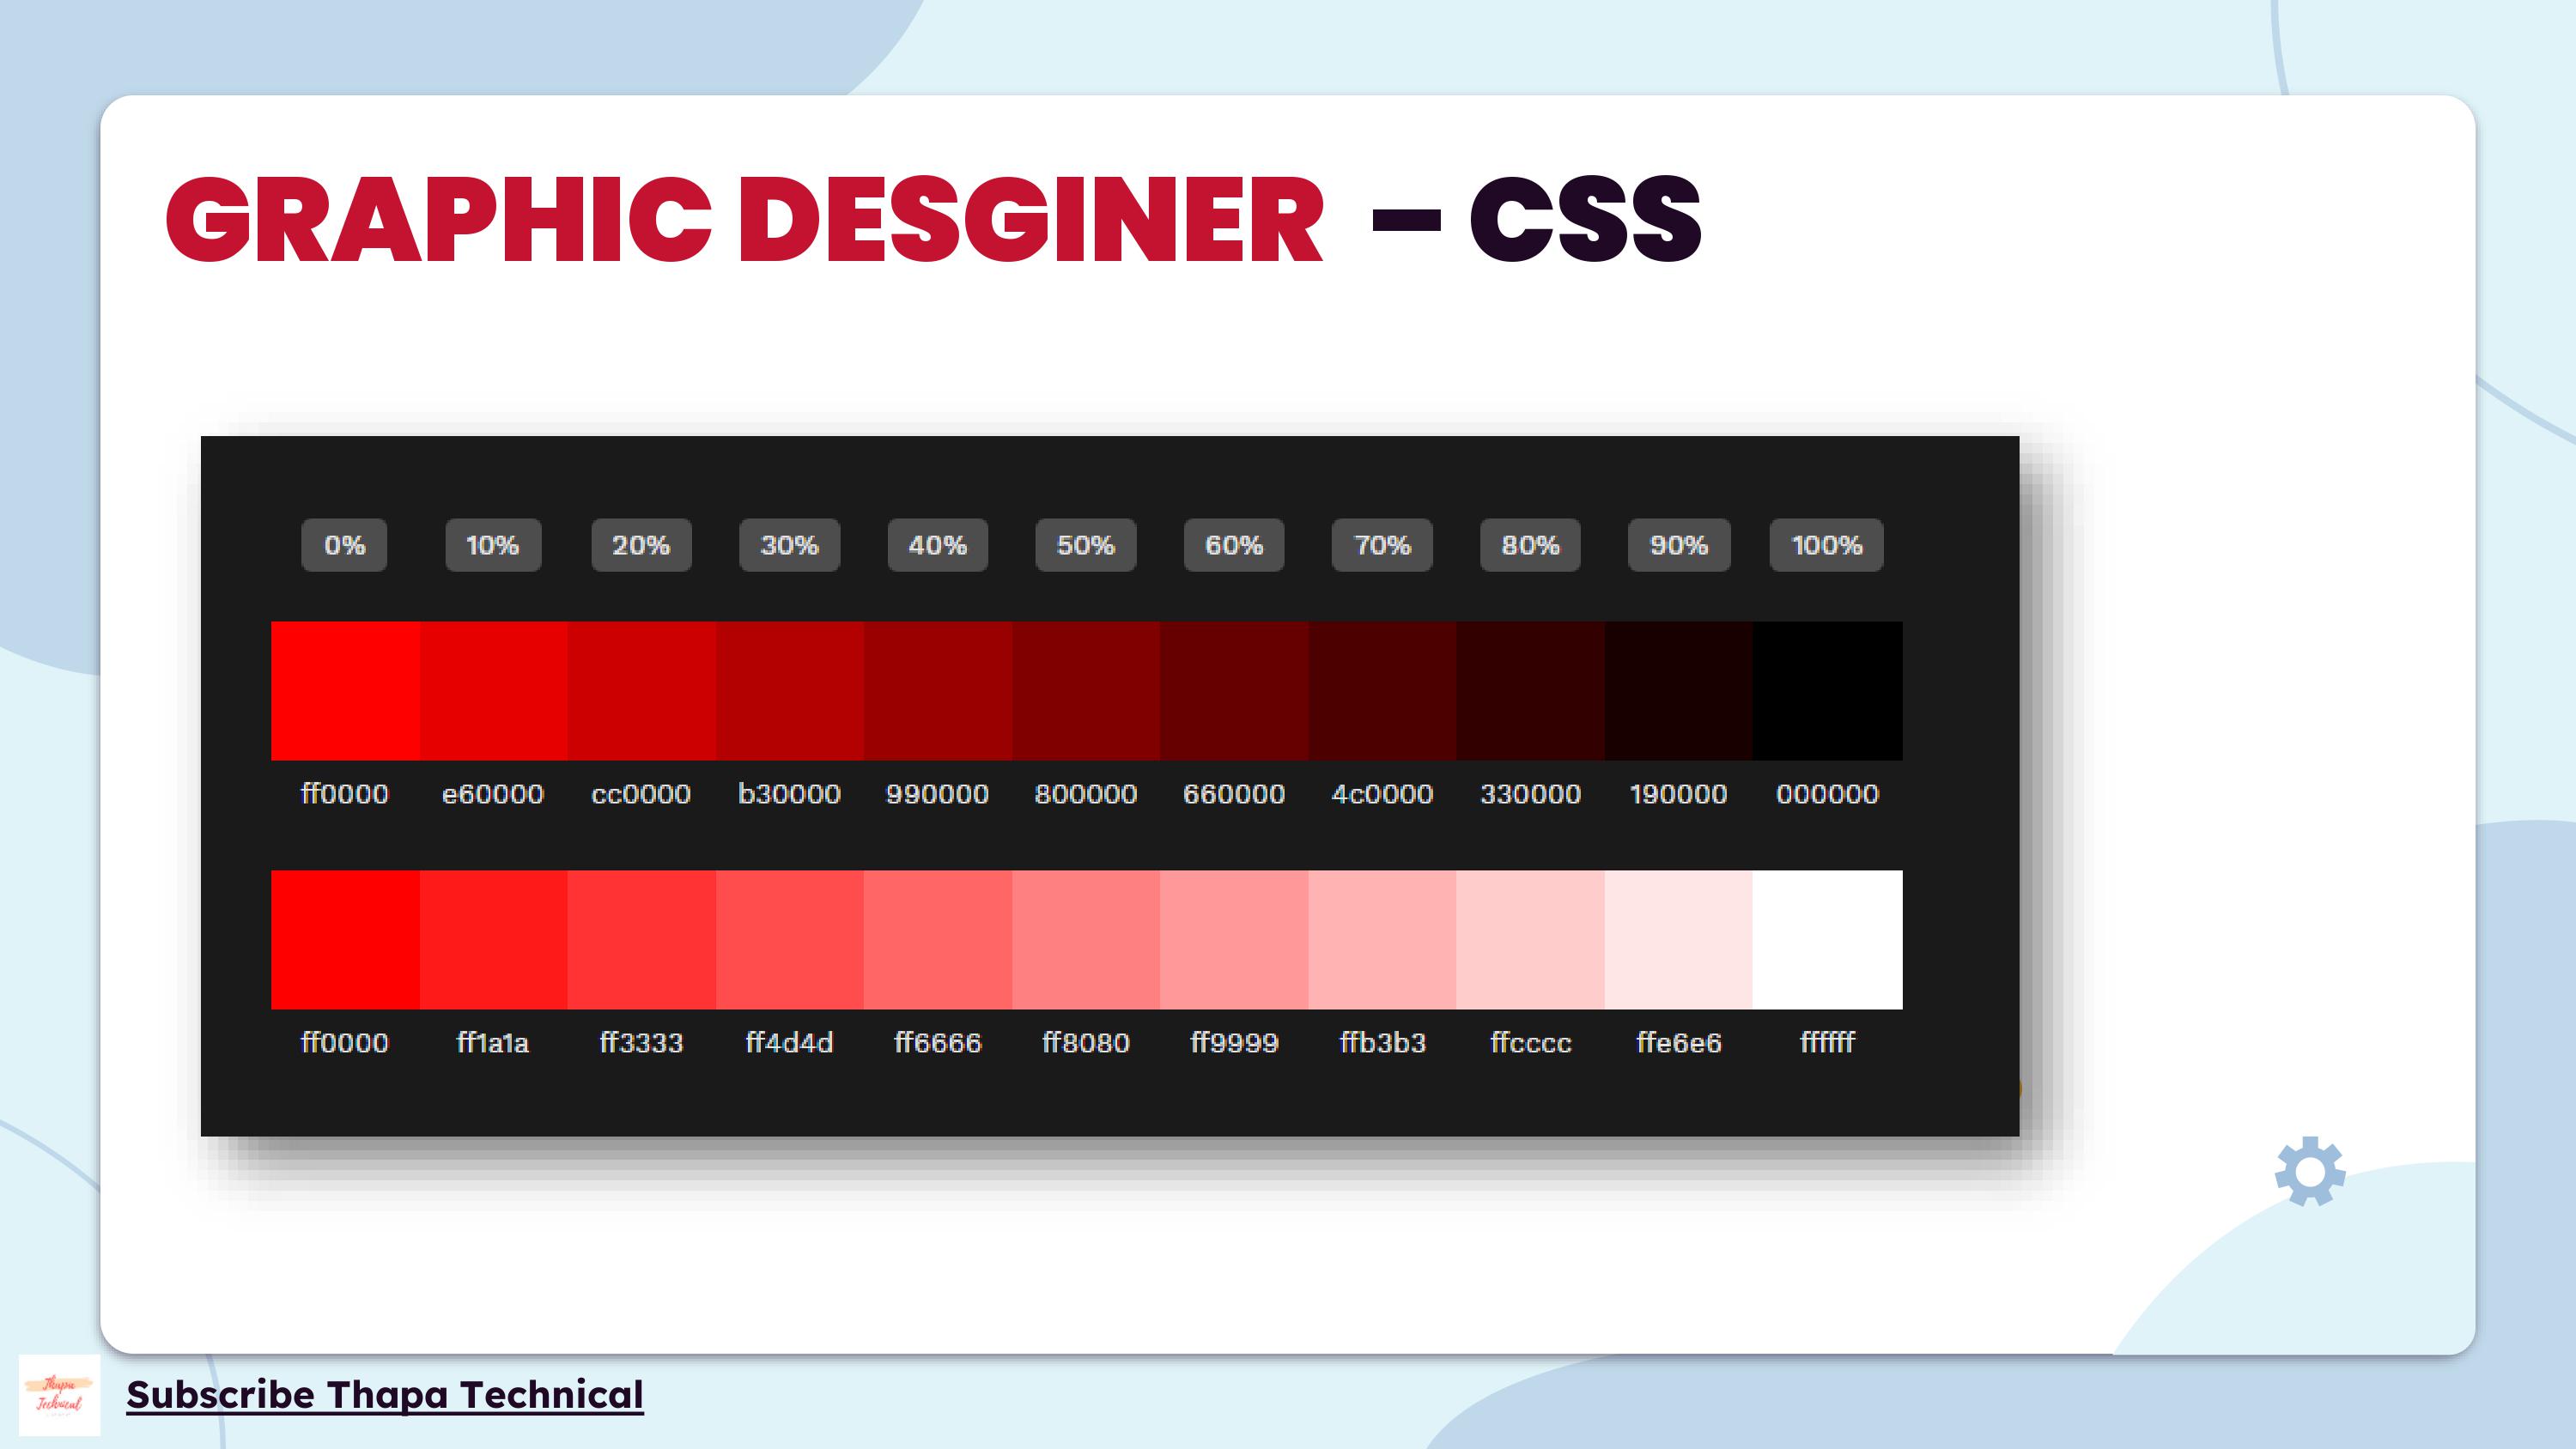 GRAPHIC DESGINER – CSS
0% 10% 20% 30% 40% 50% 60% 70% 80% 90% 100%
ff0000 e60000 cc0000 b30000 990000 800000 660000 4c0000 330000 190000 000000
ff0000 ff1a1a ff3333 ff4d4d ff6666 ff8080 ff9999 ffb3b3 ffcccc ffe6e6 ffffff
Thapa
Technical
Subscribe Thapa Technical